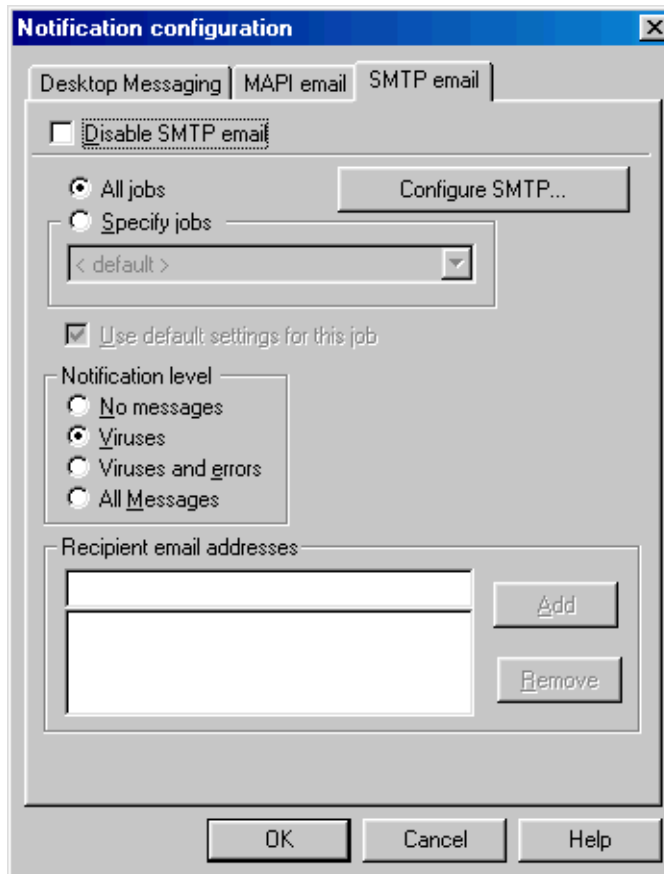 Notification configuration
Desktop Messaging MAPI email SMTP email
Disable SMTP email
All jobs Configure SMTP...
Specify jobs
< default >
Use default settings for this job
Notification level
No messages
Viruses
Viruses and errors
All Messages
Recipient email addresses
Add
Remove
OK Cancel Help